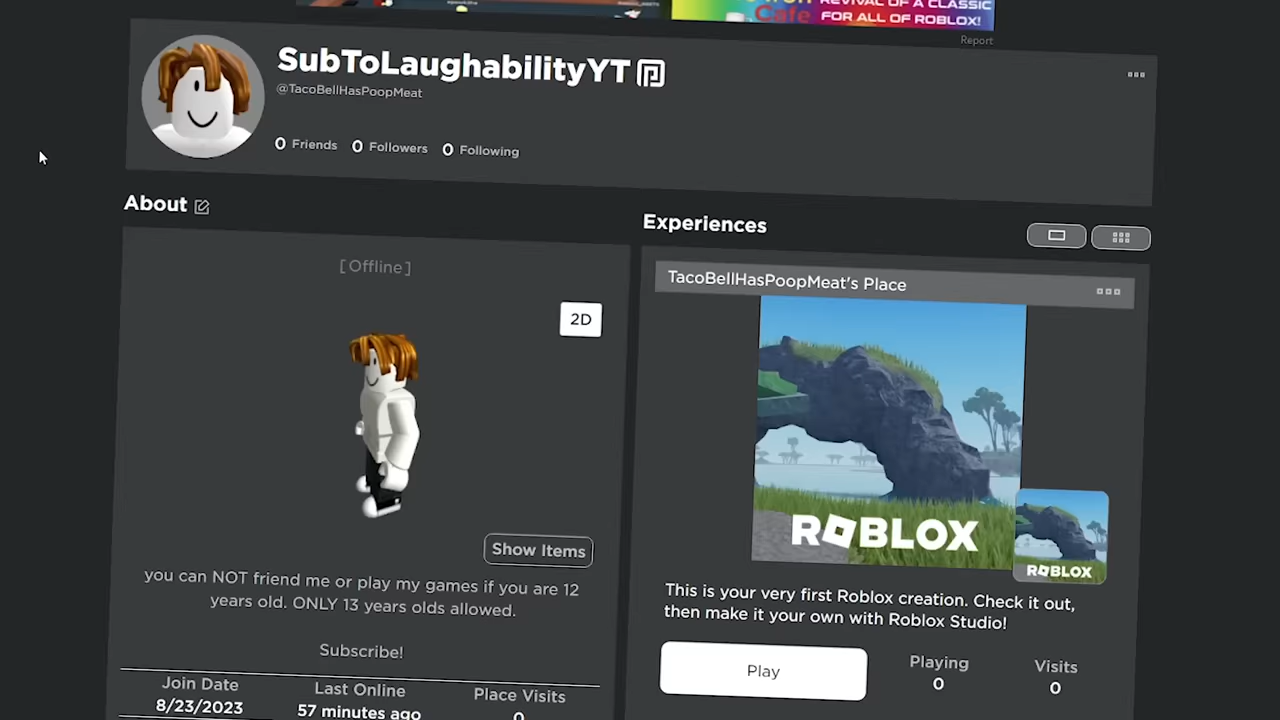 REVIVAL OF A CLASSIC
Cafe FOR ALL OF ROBLOX!
Report
SubToLaughabilityYT
@TacoBellHasPoopMeat
0 Friends 0 Followers 0 Following
About
Experiences
[ Offline ]
TacoBellHasPoopMeat's Place
2D
ROBLOX
ROBLOX
Show Items
you can NOT friend me or play my games if you are 12
years old. ONLY 13 years olds allowed.
This is your very first Roblox creation. Check it out,
then make it your own with Roblox Studio!
Subscribe!
Play
Playing
0
Visits
0
Join Date
8/23/2023
Last Online
57 minutes ago
Place Visits
0